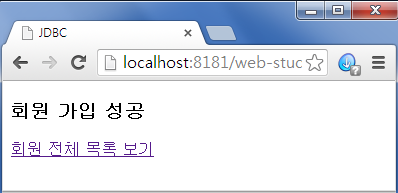 JDBC
localhost:8181/web-stuc
회원 가입 성공
회원 전체 목록 보기